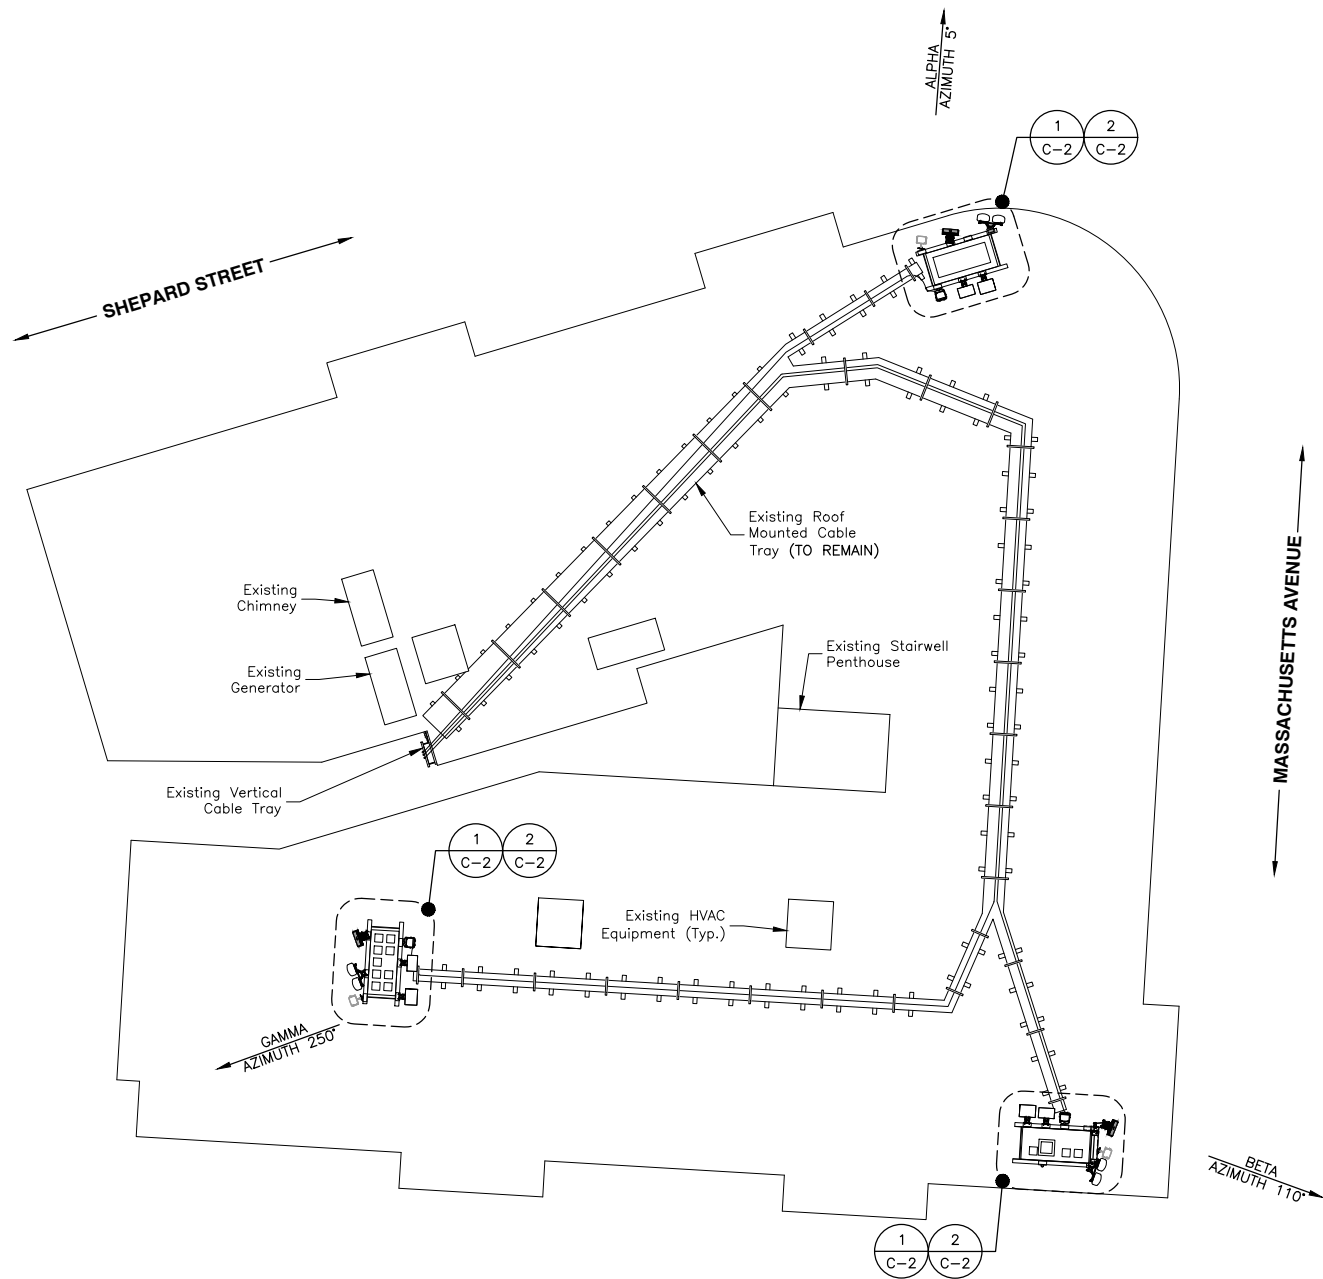 ALPHA
AZIMUTH 5°
1
C-2
2
C-2
SHEPARD STREET
Existing Roof
Mounted Cable
Tray (TO REMAIN)
MASSACHUSETTS AVENUE
Existing
Chimney
Existing
Generator
Existing Stairwell
Penthouse
Existing Vertical
Cable Tray
1
C-2
2
C-2
Existing HVAC
Equipment (Typ.)
GAMMA
AZIMUTH 250°
BETA
AZIMUTH 110°
1
C-2
2
C-2